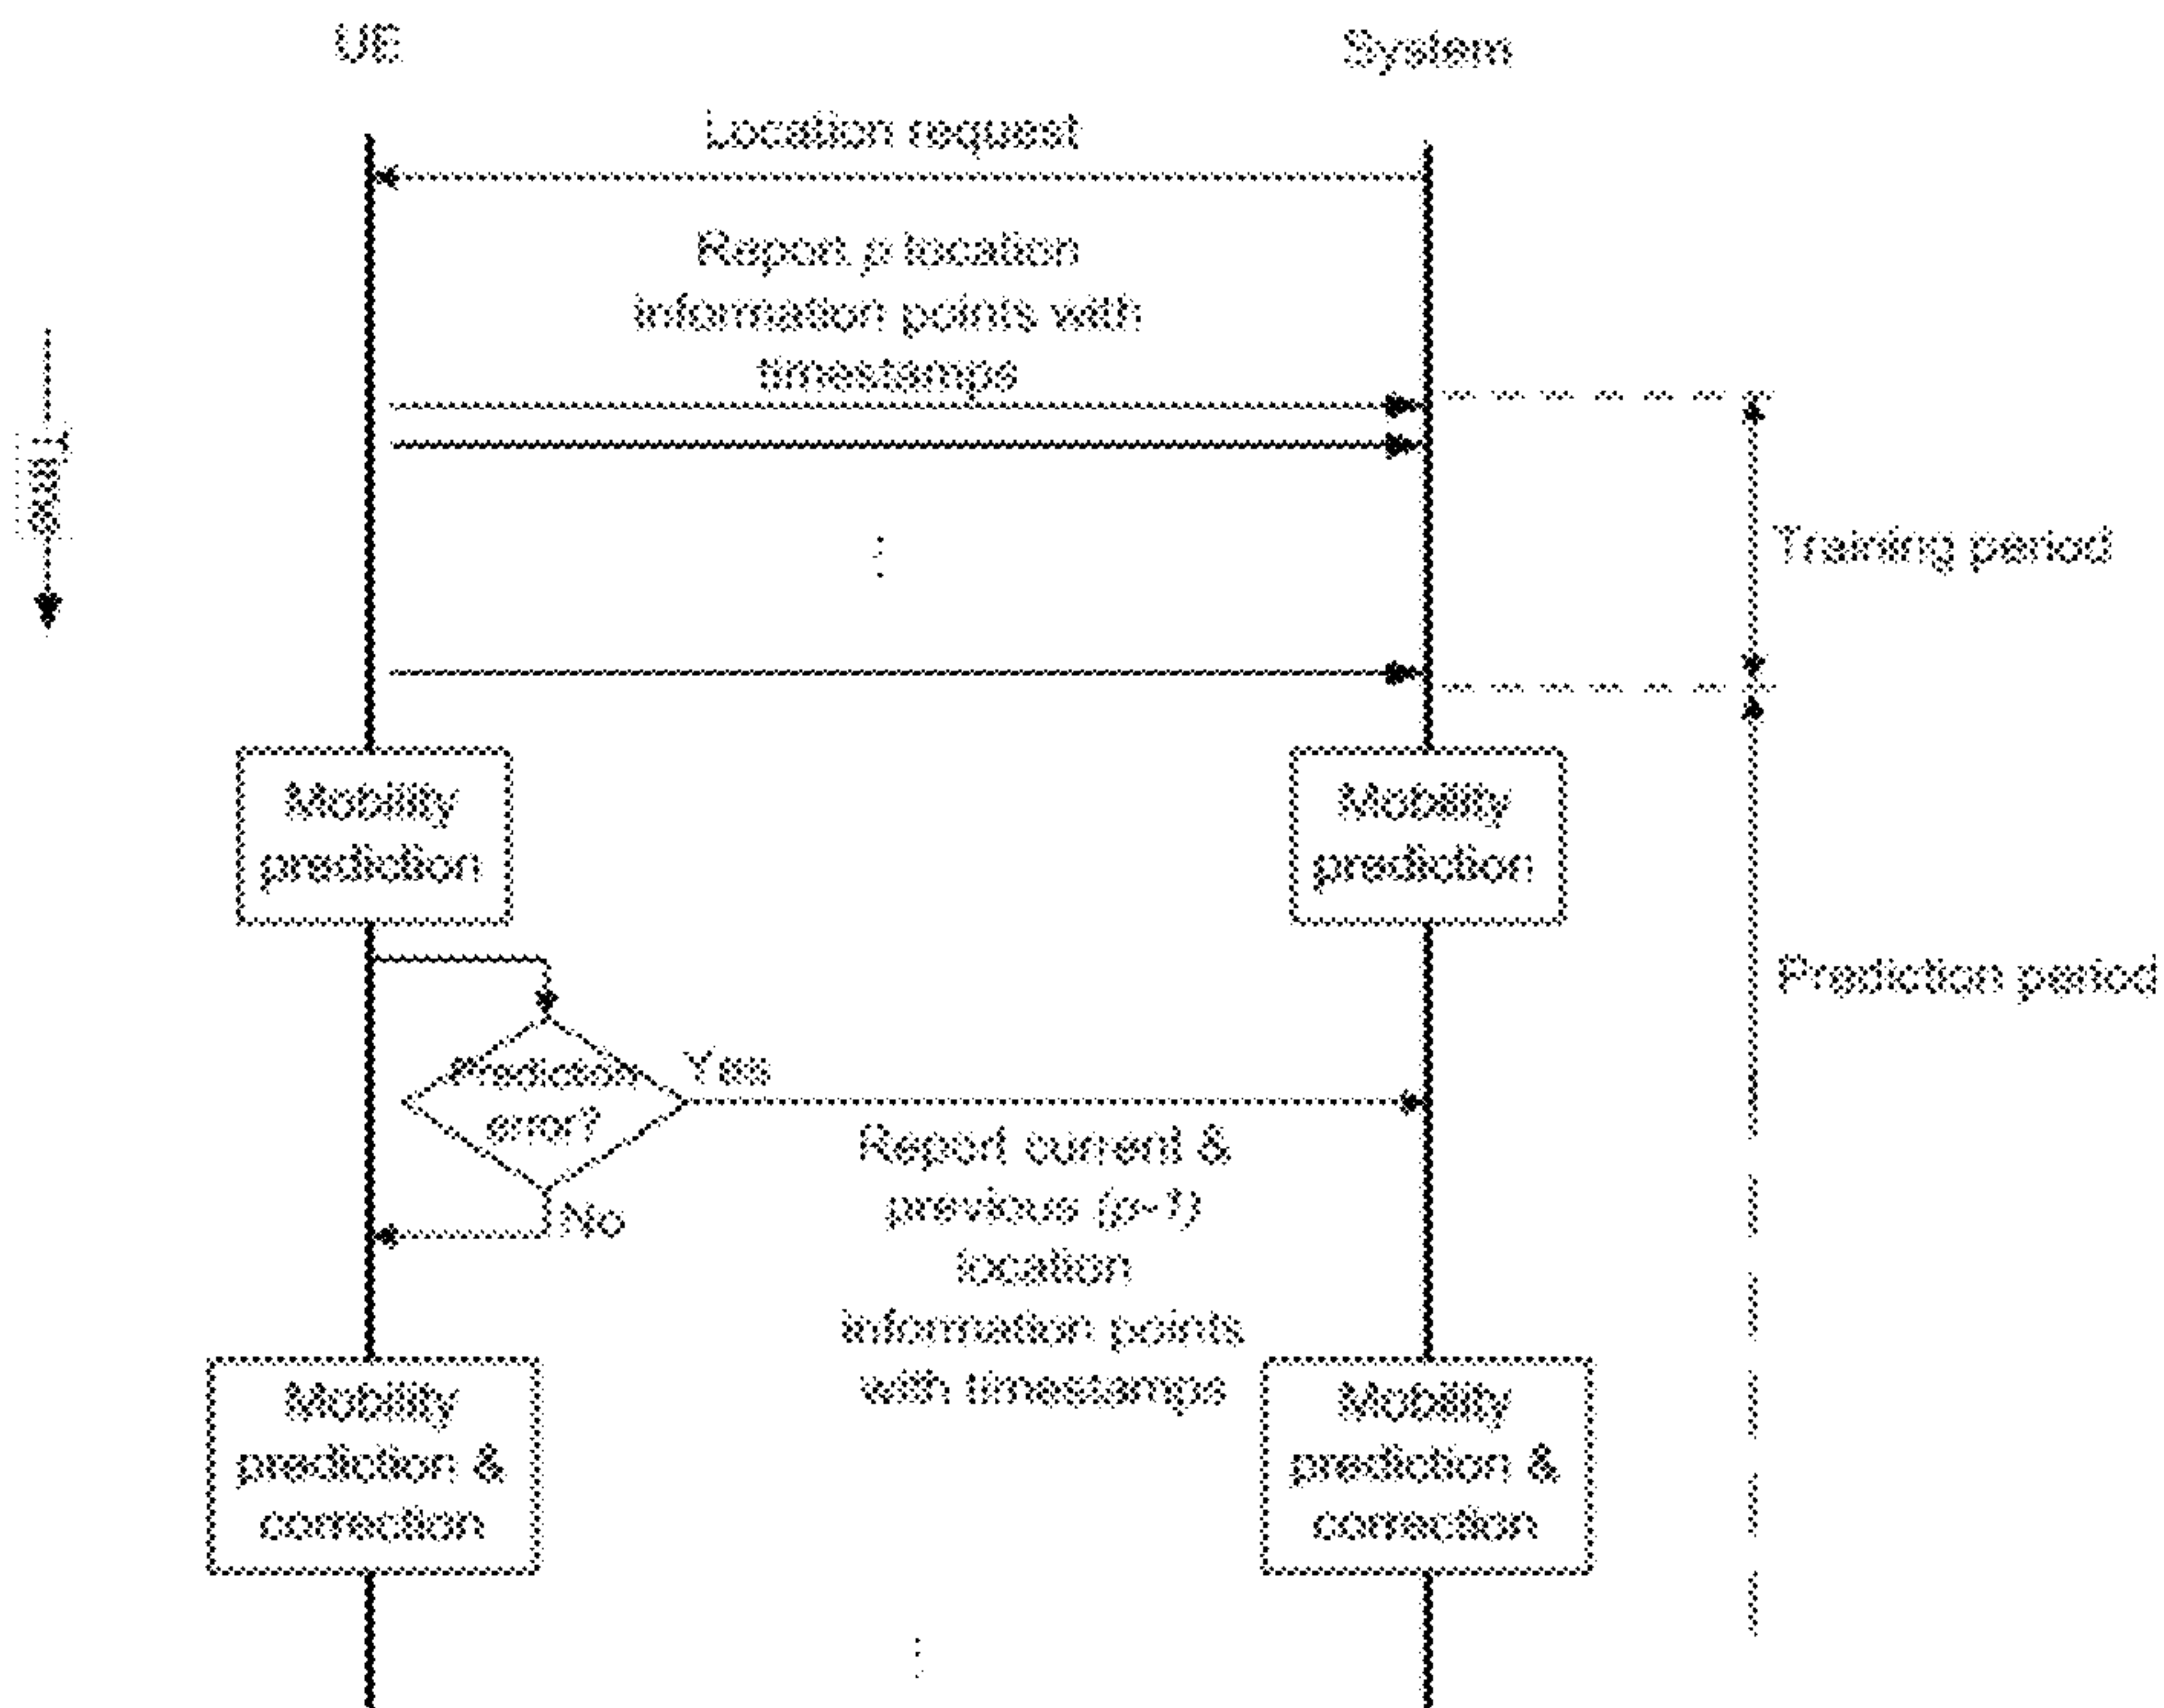 UE
System
Location request
Report p location
information points with
timestamps
Time
Training period
Mobility
prediction
Mobility
prediction
Prediction period
Prediction
error?
Yes
No
Report current &
previous (p-1)
location
information points
with timestamps
Mobility
prediction &
correction
Mobility
prediction &
correction